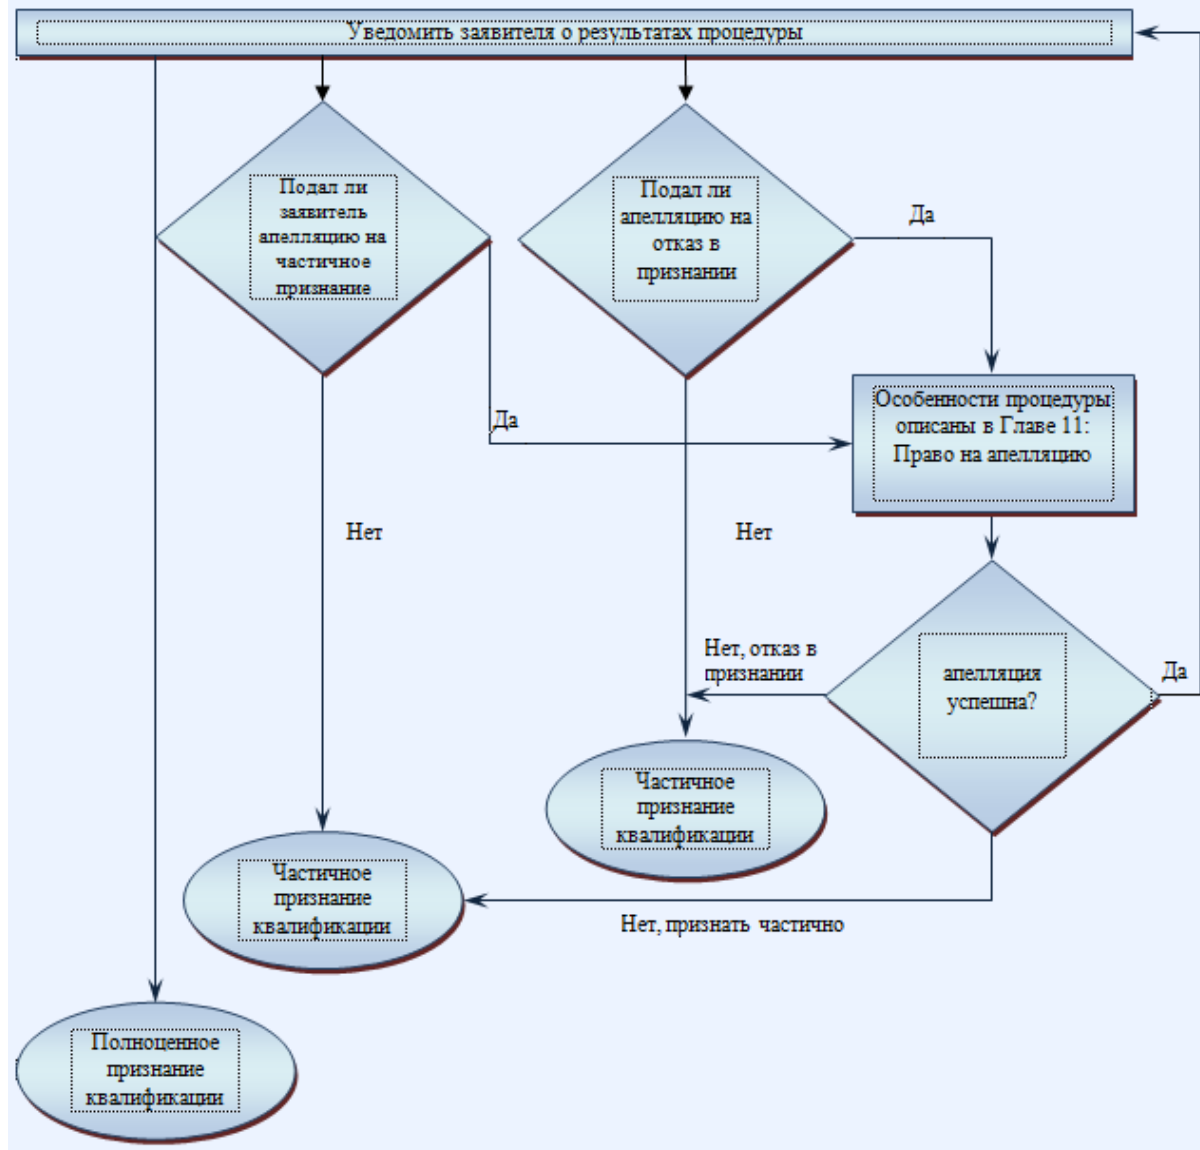 Уведомить заявителя о результатах процедуры
Подал ли
заявитель
апелляцию на
частичное
признание
Подал ли
апелляцию на
отказ в
признании
Да
Особенности процедуры
описаны в Главе 11:
Право на апелляцию
Да
Нет
Нет
Нет, отказ в
признании
апелляция
успешна?
Да
Частичное
признание
квалификации
Частичное
признание
квалификации
Нет, признать частично
Полноценное
признание
квалификации